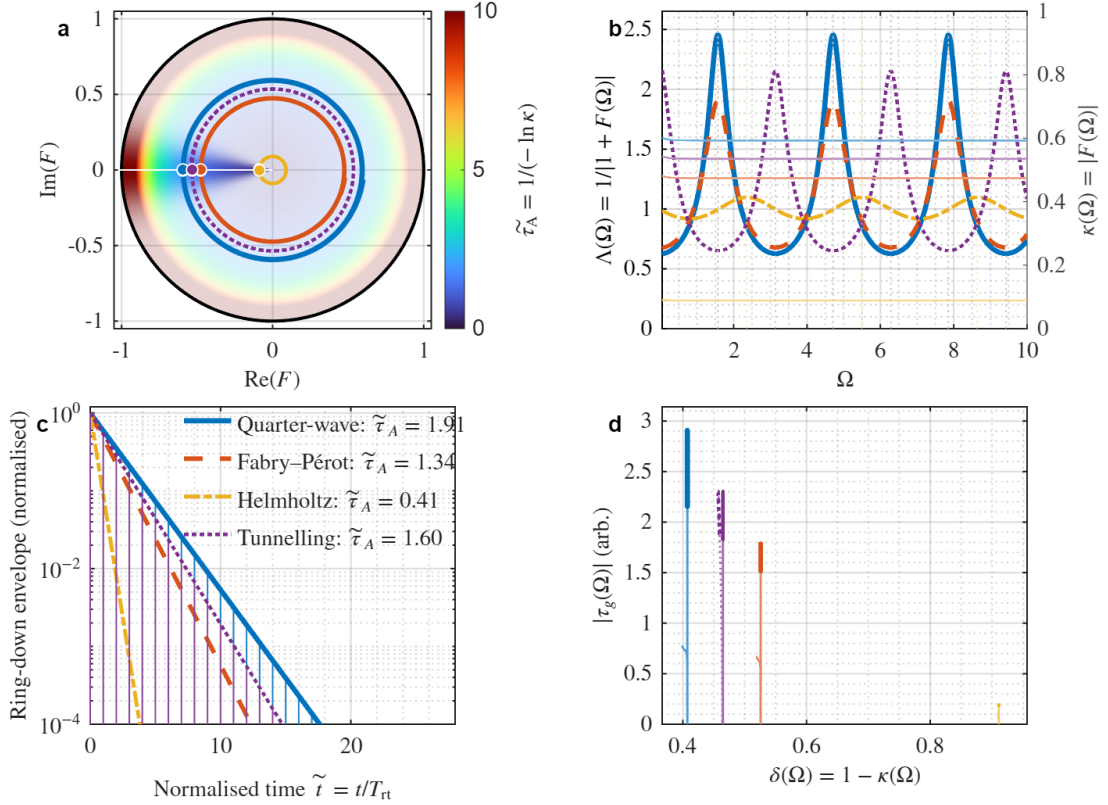 a
1
0.5
0
-0.5
-1
Im(F)
-1
0
1
Re(F)
10
5
0
τ̃_A = 1/(− ln κ)
b
2.5
2
1.5
1
0.5
0
Λ(Ω) = 1/|1 + F(Ω)|
2
4
6
8
10
Ω
1
0.8
0.6
0.4
0.2
0
κ(Ω) = |F(Ω)|
c
10^0
10^-2
10^-4
Ring-down envelope (normalised)
Quarter-wave: τ̃_A = 1.91
Fabry–Pérot: τ̃_A = 1.34
Helmholtz: τ̃_A = 0.41
Tunnelling: τ̃_A = 1.60
0
10
20
Normalised time t̃ = t/T_rt
d
3
2.5
2
1.5
1
0.5
0
|τ_g(Ω)| (arb.)
0.4
0.6
0.8
δ(Ω) = 1 − κ(Ω)